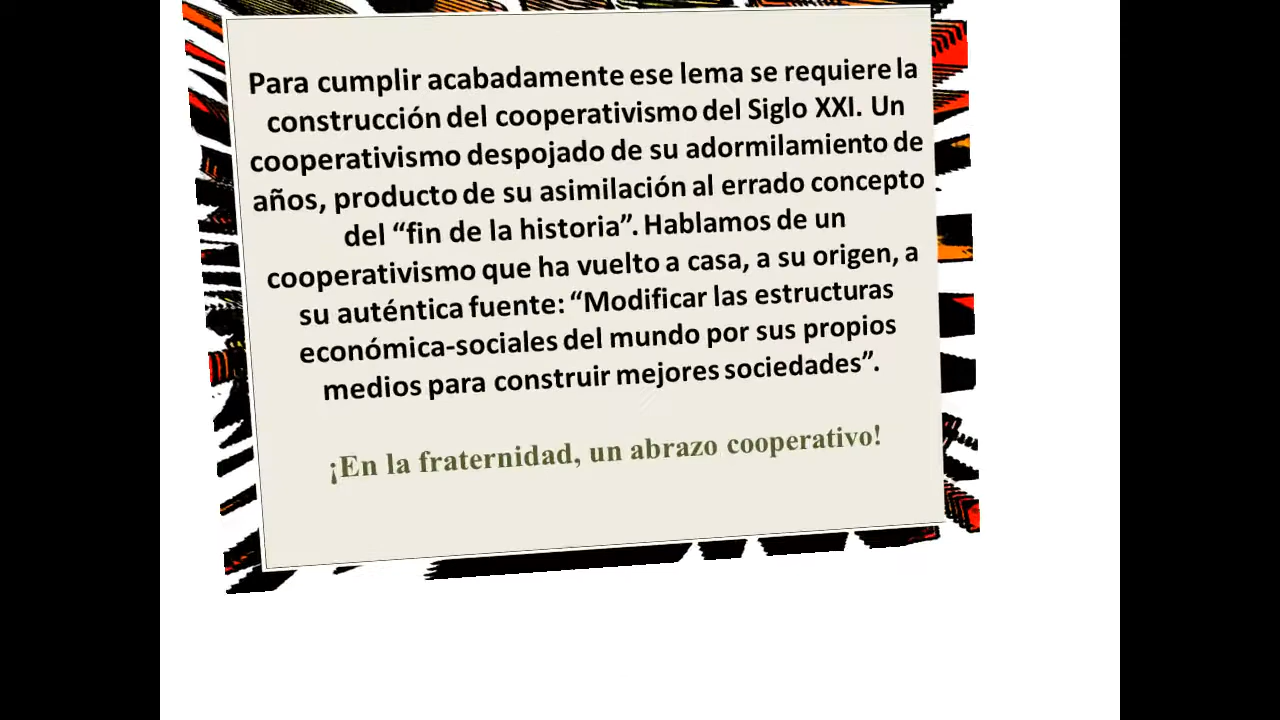 Para cumplir acabadamente ese lema se requiere la
construcción del cooperativismo del Siglo XXI. Un
cooperativismo despojado de su adormilamiento de
años, producto de su asimilación al errado concepto
del “fin de la historia”. Hablamos de un
cooperativismo que ha vuelto a casa, a su origen, a
su auténtica fuente: “Modificar las estructuras
económica-sociales del mundo por sus propios
medios para construir mejores sociedades”.
¡En la fraternidad, un abrazo cooperativo!